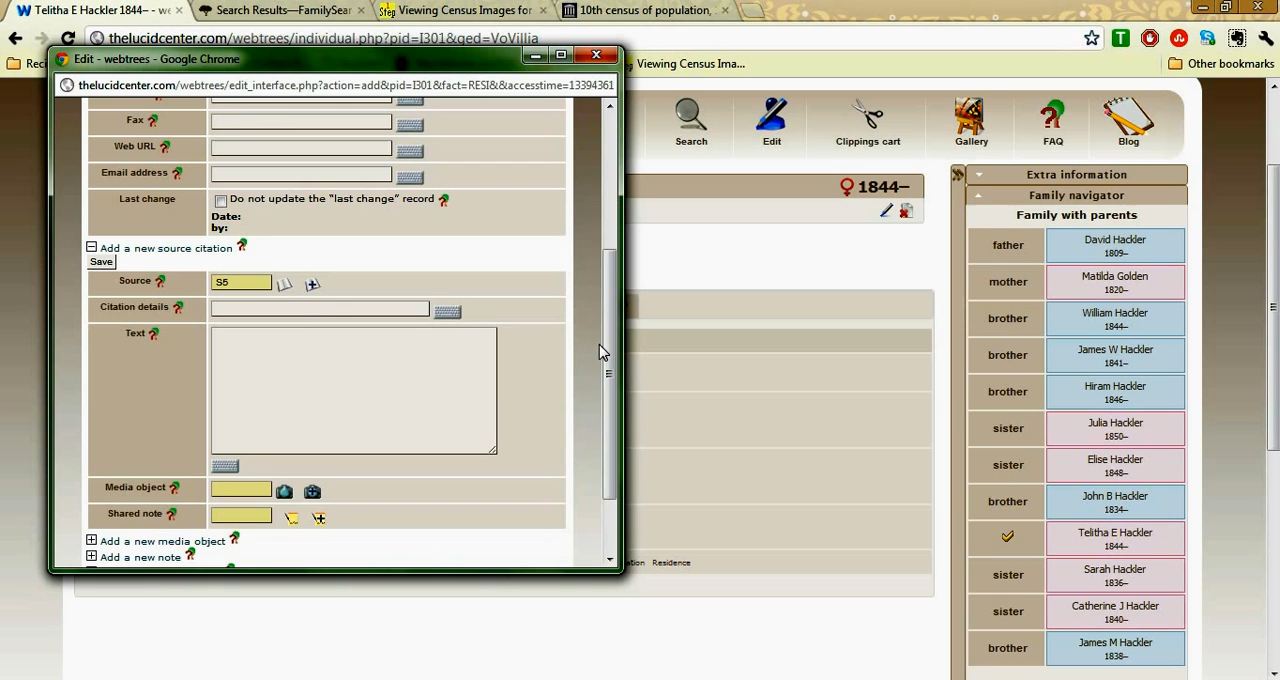 Telitha E Hackler 1844– - we
Search Results—FamilySear
Step
Viewing Census Images for
10th census of population,
thelucidcenter.com/webtrees/individual.php?pid=I301&ged=VoVillia
T
Viewing Census Ima...
Other bookmarks
Edit - webtrees - Google Chrome
thelucidcenter.com/webtrees/edit_interface.php?action=add&pid=I301&fact=RESI&&accesstime=13394361
Fax
Web URL
Email address
Last change
Do not update the “last change” record
Date:
by:
Add a new source citation
Save
Source
S5
Citation details
Text
Media object
Shared note
Add a new media object
Add a new note
Search
Edit
Clippings cart
Gallery
FAQ
Blog
1844–
Residence
Extra information
Family navigator
Family with parents
father
David Hackler
1809–
mother
Matilda Golden
1820–
brother
William Hackler
1844–
brother
James W Hackler
1841–
brother
Hiram Hackler
1846–
sister
Julia Hackler
1850–
sister
Elise Hackler
1848–
brother
John B Hackler
1834–
Telitha E Hackler
1844–
sister
Sarah Hackler
1836–
sister
Catherine J Hackler
1840–
brother
James M Hackler
1838–